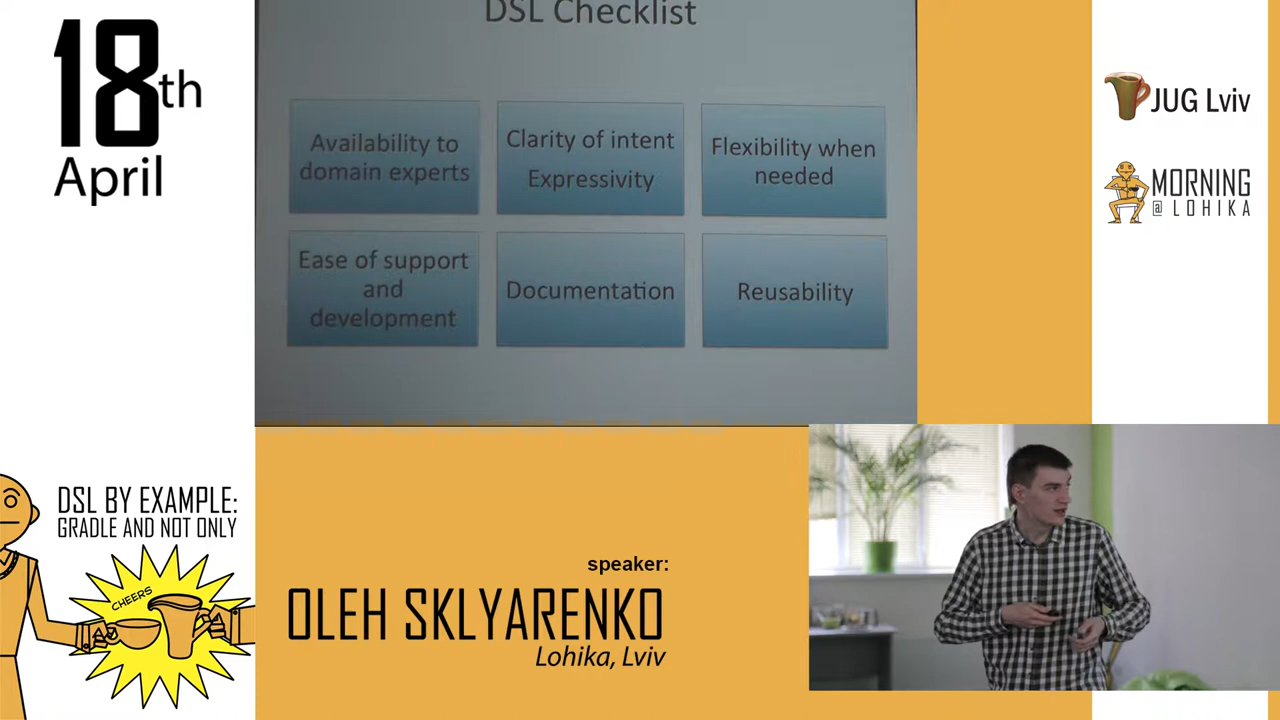 18th
April
DSL Checklist
Availability to
domain experts
Clarity of intent
Expressivity
Flexibility when
needed
Ease of support
and
development
Documentation
Reusability
JUG Lviv
MORNING
@ LOHIKA
DSL BY EXAMPLE:
GRADLE AND NOT ONLY
CHEERS
speaker:
OLEH SKLYARENKO
Lohika, Lviv